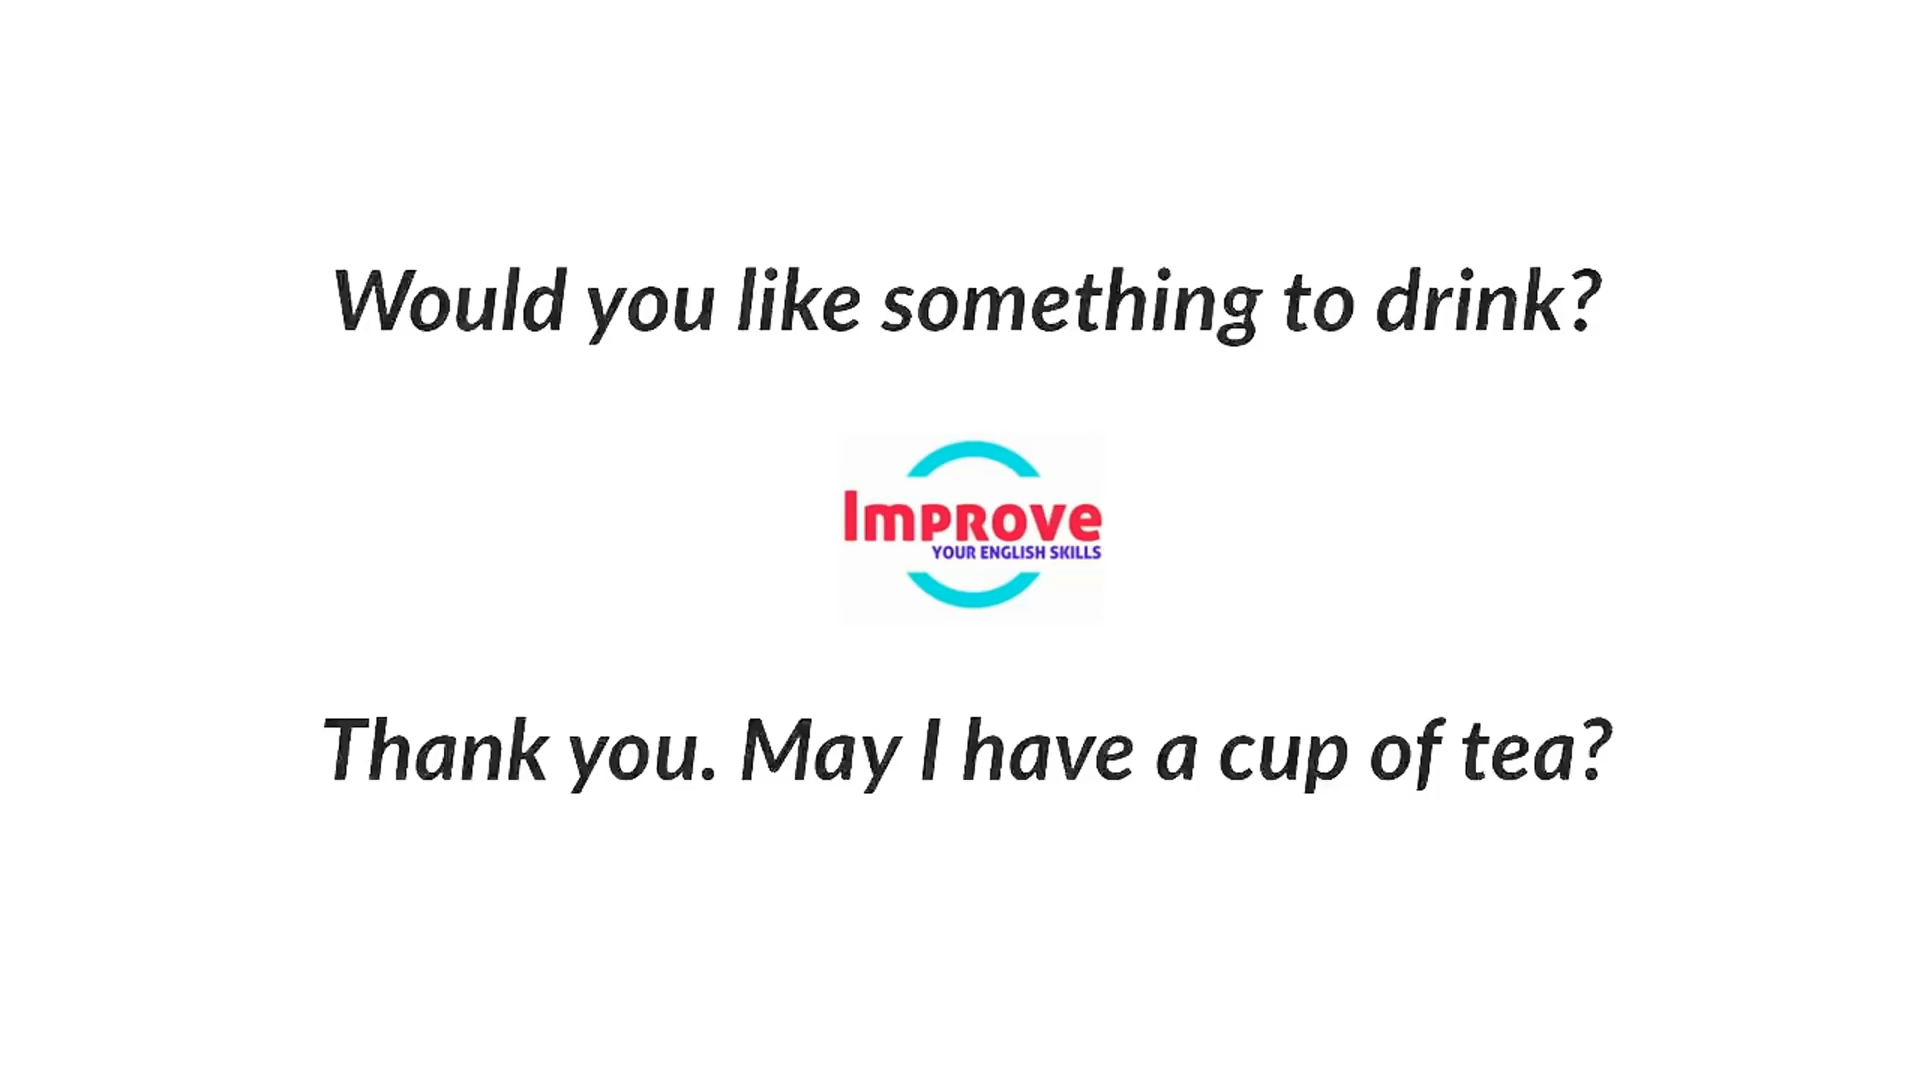 Would you like something to drink?
Improve
YOUR ENGLISH SKILLS
Thank you. May I have a cup of tea?